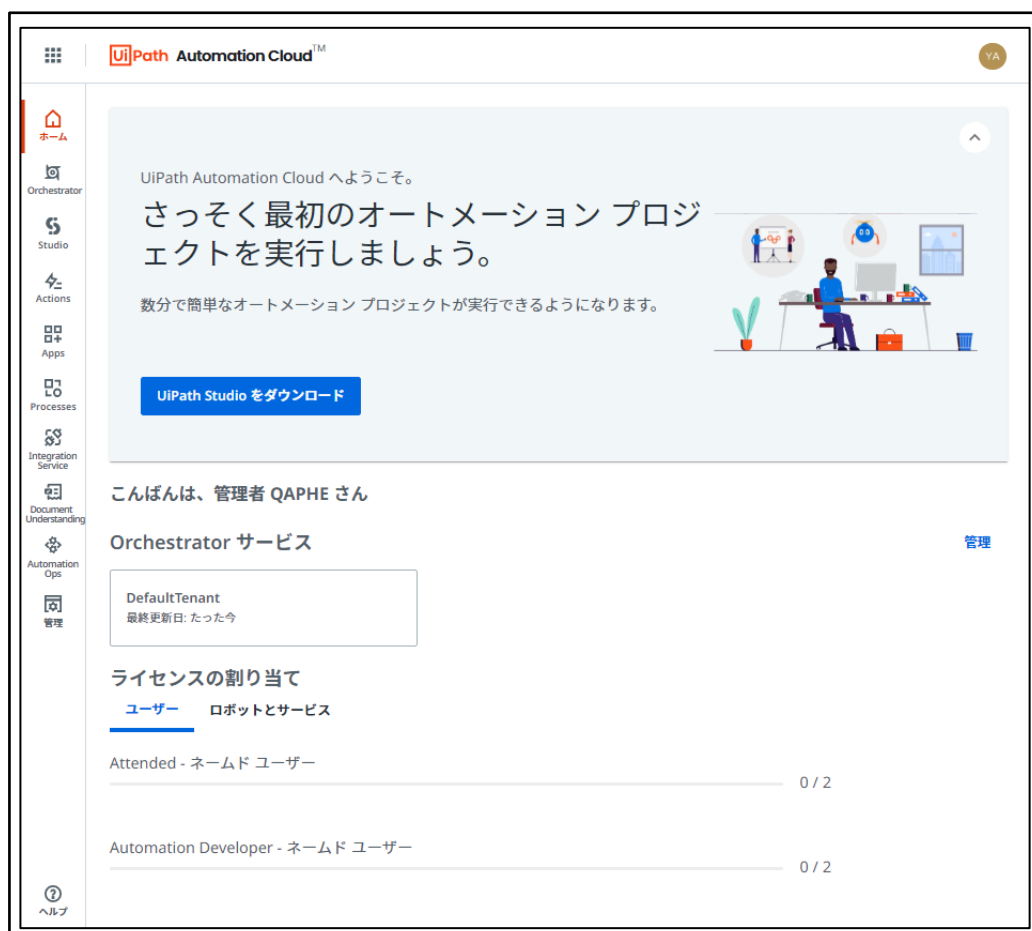 UiPath Automation Cloud™
YA
ホーム
Orchestrator
Studio
Actions
Apps
Processes
Integration
Service
Document
Understanding
Automation
Ops
管理
ヘルプ
UiPath Automation Cloud へようこそ。
さっそく最初のオートメーション プロジ
ェクトを実行しましょう。
数分で簡単なオートメーション プロジェクトが実行できるようになります。
UiPath Studio をダウンロード
こんばんは、管理者 QAPHE さん
Orchestrator サービス
管理
DefaultTenant
最終更新日: たった今
ライセンスの割り当て
ユーザー ロボットとサービス
Attended - ネームド ユーザー
0 / 2
Automation Developer - ネームド ユーザー
0 / 2